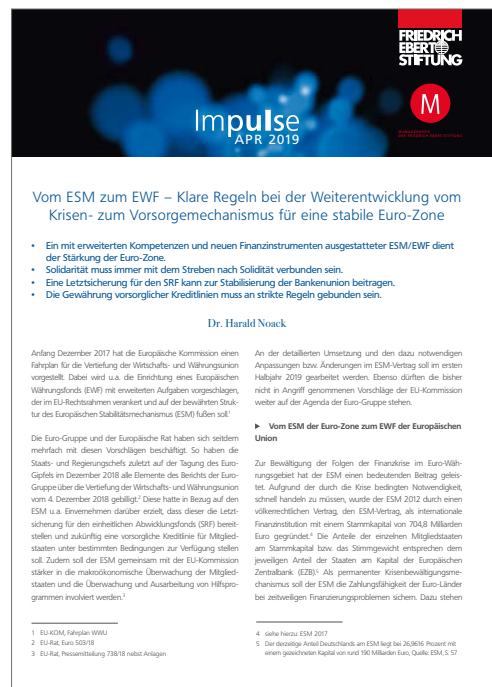 FRIEDRICH
EBERT
STIFTUNG
M
MANAGERKREIS
DER FRIEDRICH-EBERT-STIFTUNG
Impulse
APR 2019
Vom ESM zum EWF – Klare Regeln bei der Weiterentwicklung vom
Krisen- zum Vorsorgemechanismus für eine stabile Euro-Zone
• Ein mit erweiterten Kompetenzen und neuen Finanzinstrumenten ausgestatteter ESM/EWF dient
der Stärkung der Euro-Zone.
• Solidarität muss immer mit dem Streben nach Solidität verbunden sein.
• Eine Letztsicherung für den SRF kann zur Stabilisierung der Bankenunion beitragen.
• Die Gewährung vorsorglicher Kreditlinien muss an strikte Regeln gebunden sein.
Dr. Harald Noack
Anfang Dezember 2017 hat die Europäische Kommission einen
Fahrplan für die Vertiefung der Wirtschafts- und Währungsunion
vorgestellt. Dabei wird u.a. die Einrichtung eines Europäischen
Währungsfonds (EWF) mit erweiterten Aufgaben vorgeschlagen,
der im EU-Rechtsrahmen verankert und auf der bewährten Struk-
tur des Europäischen Stabilitätsmechanismus (ESM) fußen soll.1
Die Euro-Gruppe und der Europäische Rat haben sich seitdem
mehrfach mit diesen Vorschlägen beschäftigt. So haben die
Staats- und Regierungschefs zuletzt auf der Tagung des Euro-
Gipfels im Dezember 2018 alle Elemente des Berichts der Euro-
Gruppe über die Vertiefung der Wirtschafts- und Währungsunion
vom 4. Dezember 2018 gebilligt.2 Diese hatte in Bezug auf den
ESM u.a. Einvernehmen darüber erzielt, dass dieser die Letzt-
sicherung für den einheitlichen Abwicklungsfonds (SRF) bereit-
stellen und zukünftig eine vorsorgliche Kreditlinie für Mitglied-
staaten unter bestimmten Bedingungen zur Verfügung stellen
soll. Zudem soll der ESM gemeinsam mit der EU-Kommission
stärker in die makroökonomische Überwachung der Mitglied-
staaten und die Überwachung und Ausarbeitung von Hilfspro-
grammen involviert werden.3
1 EU-KOM, Fahrplan WWU
2 EU-Rat, Euro 503/18
3 EU-Rat, Pressemitteilung 738/18 nebst Anlagen
An der detaillierten Umsetzung und den dazu notwendigen
Anpassungen bzw. Änderungen im ESM-Vertrag soll im ersten
Halbjahr 2019 gearbeitet werden. Ebenso dürften die bisher
nicht in Angriff genommenen Vorschläge der EU-Kommission
weiter auf der Agenda der Euro-Gruppe stehen.
► Vom ESM der Euro-Zone zum EWF der Europäischen
Union
Zur Bewältigung der Folgen der Finanzkrise im Euro-Wäh-
rungsgebiet hat der ESM einen bedeutenden Beitrag geleis-
tet. Aufgrund der durch die Krise bedingten Notwendigkeit,
schnell handeln zu müssen, wurde der ESM 2012 durch einen
völkerrechtlichen Vertrag, den ESM-Vertrag, als internationale
Finanzinstitution mit einem Stammkapital von 704,8 Milliarden
Euro gegründet.4 Die Anteile der einzelnen Mitgliedstaaten
am Stammkapital bzw. das Stimmgewicht entsprechen dem
jeweiligen Anteil der Staaten am Kapital der Europäischen
Zentralbank (EZB).5 Als permanenter Krisenbewältigungsme-
chanismus soll der ESM die Zahlungsfähigkeit der Euro-Länder
bei zeitweiligen Finanzierungsproblemen sichern. Dazu stehen
4 siehe hierzu: ESM 2017
5 Der derzeitige Anteil Deutschlands am ESM liegt bei 26,9616 Prozent mit
einem gezeichneten Kapital von rund 190 Milliarden Euro, Quelle: ESM, S. 57